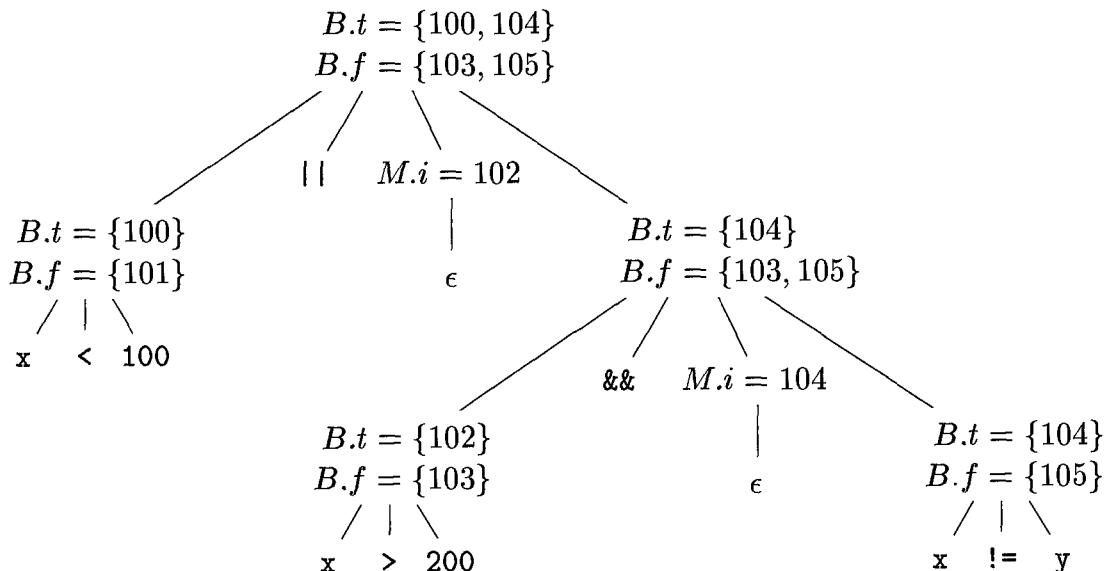 B.t = {100, 104}
B.f = {103, 105}
|| M.i = 102
B.t = {100} B.t = {104}
B.f = {101} ϵ B.f = {103, 105}
x < 100
&& M.i = 104
B.t = {102} B.t = {104}
B.f = {103} ϵ B.f = {105}
x > 200 x != y